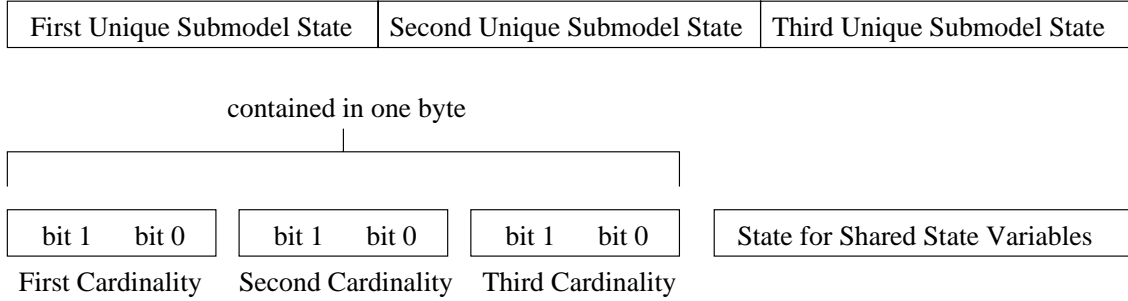 First Unique Submodel State Second Unique Submodel State Third Unique Submodel State
contained in one byte
bit 1 bit 0 bit 1 bit 0 bit 1 bit 0 State for Shared State Variables
First Cardinality Second Cardinality Third Cardinality